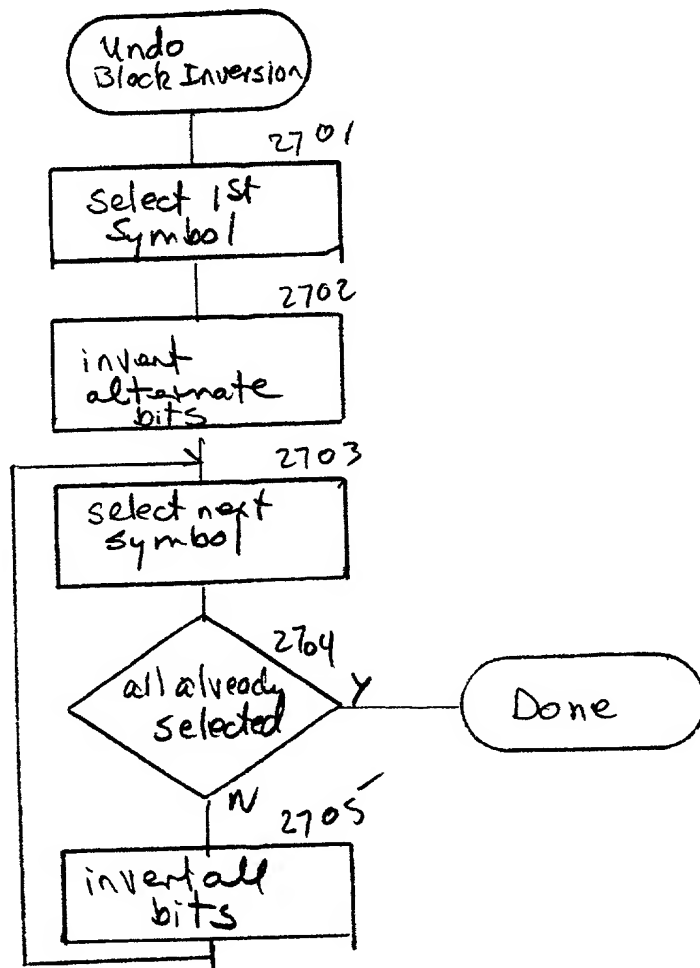 Undo
Block Inversion
2701
select 1st
symbol
2702
invert
alternate
bits
2703
select next
symbol
2704
all already
selected
Y
Done
N
2705
invert all
bits